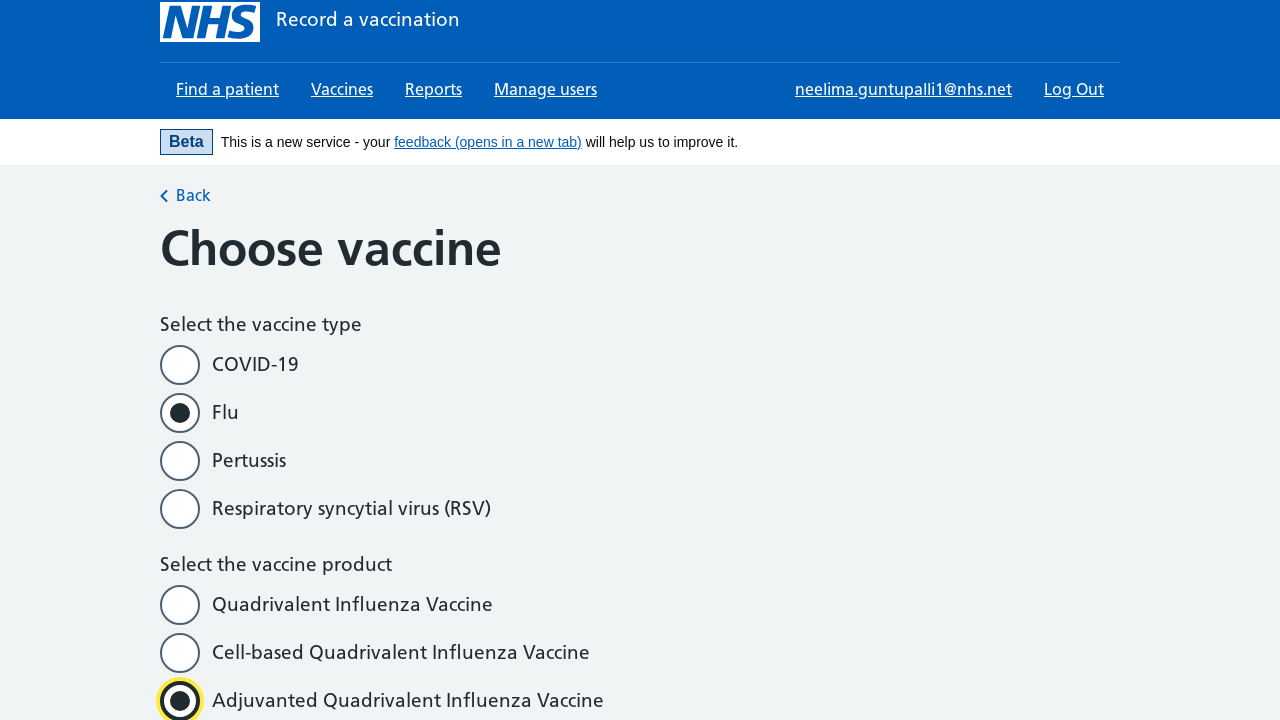 NHS Record a vaccination
Find a patient Vaccines Reports Manage users neelima.guntupalli1@nhs.net Log Out
Beta This is a new service - your feedback (opens in a new tab) will help us to improve it.
Back
Choose vaccine
Select the vaccine type
COVID-19
Flu
Pertussis
Respiratory syncytial virus (RSV)
Select the vaccine product
Quadrivalent Influenza Vaccine
Cell-based Quadrivalent Influenza Vaccine
Adjuvanted Quadrivalent Influenza Vaccine